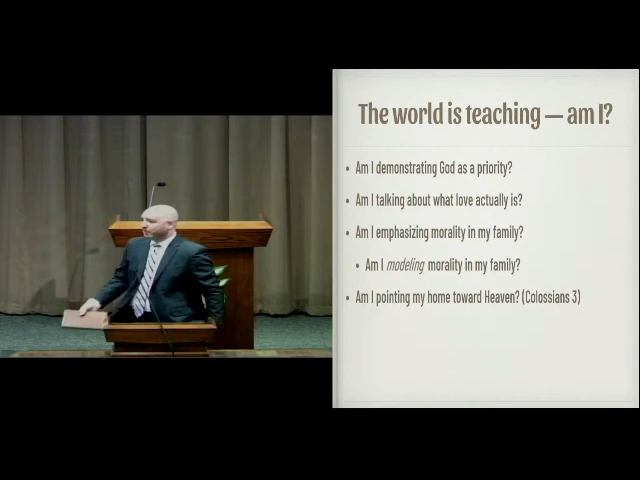 The world is teaching — am I?
• Am I demonstrating God as a priority?
• Am I talking about what love actually is?
• Am I emphasizing morality in my family?
• Am I modeling morality in my family?
• Am I pointing my home toward Heaven? (Colossians 3)